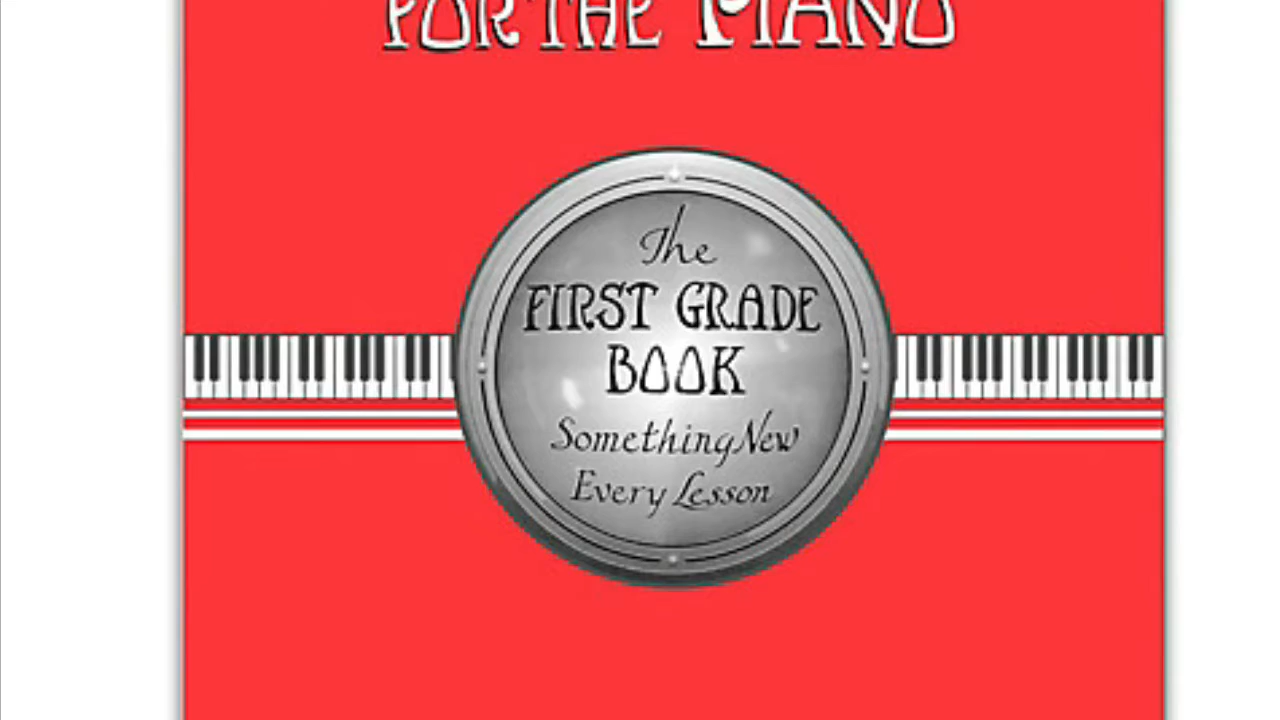 FOR THE PIANO
The
FIRST GRADE
BOOK
Something New
Every Lesson